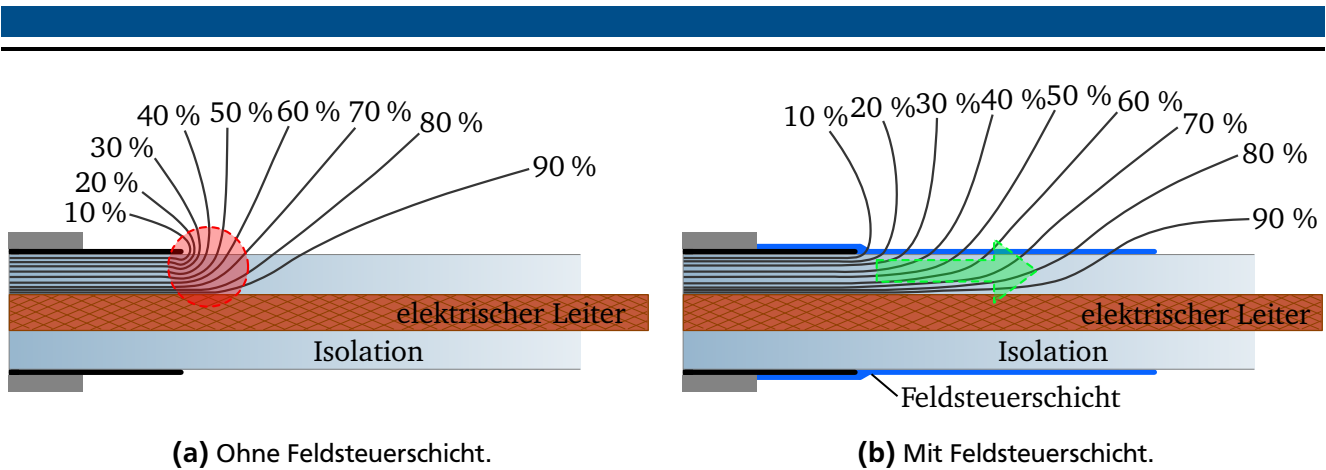 40 % 50 % 60 % 70 % 80 %
30 %
20 %
10 %
90 %
elektrischer Leiter
Isolation
(a) Ohne Feldsteuerschicht.
10 % 20 % 30 % 40 % 50 % 60 %
70 %
80 %
90 %
elektrischer Leiter
Isolation
Feldsteuerschicht
(b) Mit Feldsteuerschicht.